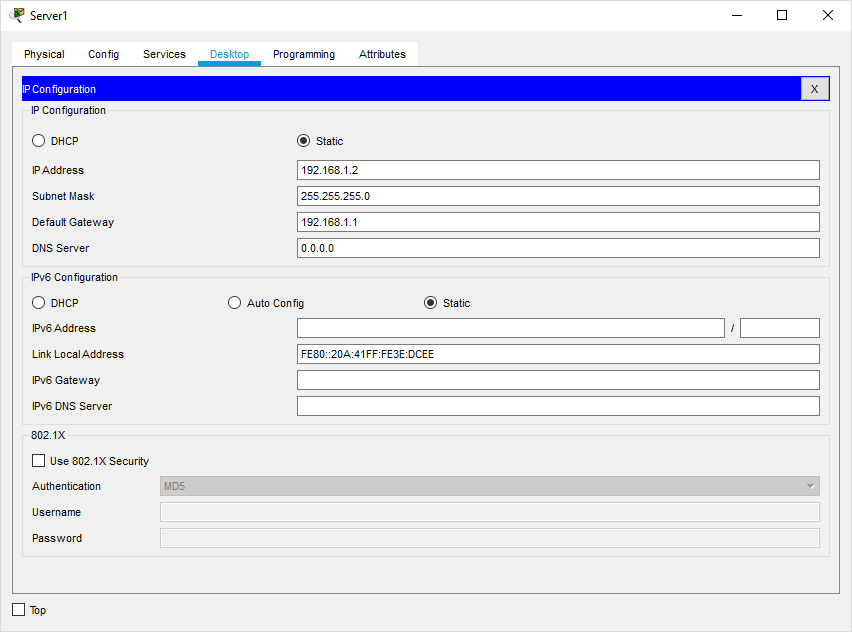 Server1
Physical Config Services Desktop Programming Attributes
IP Configuration X
IP Configuration
DHCP Static
IP Address 192.168.1.2
Subnet Mask 255.255.255.0
Default Gateway 192.168.1.1
DNS Server 0.0.0.0
IPv6 Configuration
DHCP Auto Config Static
IPv6 Address /
Link Local Address FE80::20A:41FF:FE3E:DCEE
IPv6 Gateway
IPv6 DNS Server
802.1X
Use 802.1X Security
Authentication MD5
Username
Password
Top